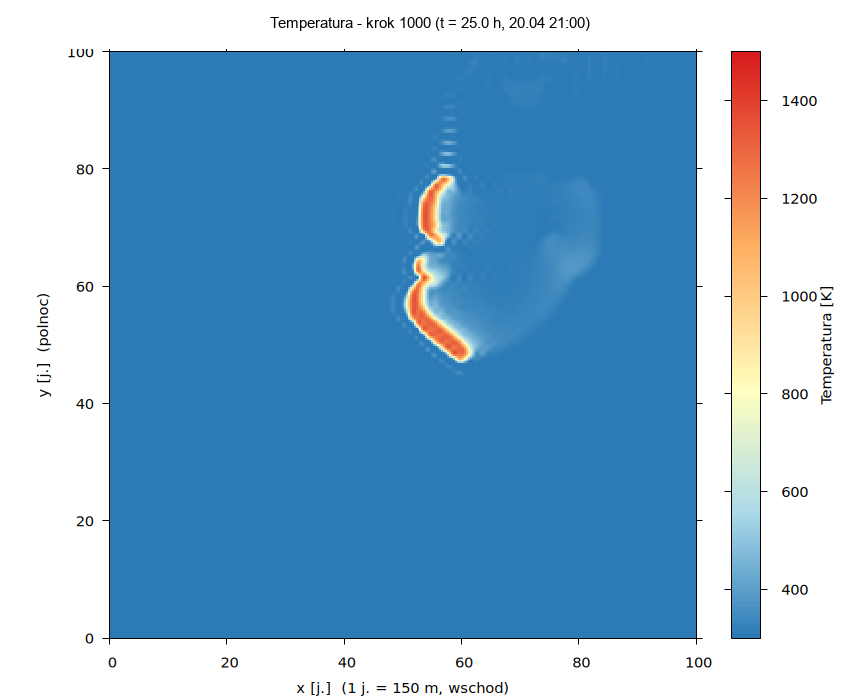 Temperatura - krok 1000 (t = 25.0 h, 20.04 21:00)
100
80
60
40
20
0
y [j.] (polnoc)
0 20 40 60 80 100
x [j.] (1 j. = 150 m, wschod)
1400
1200
1000
800
600
400
Temperatura [K]